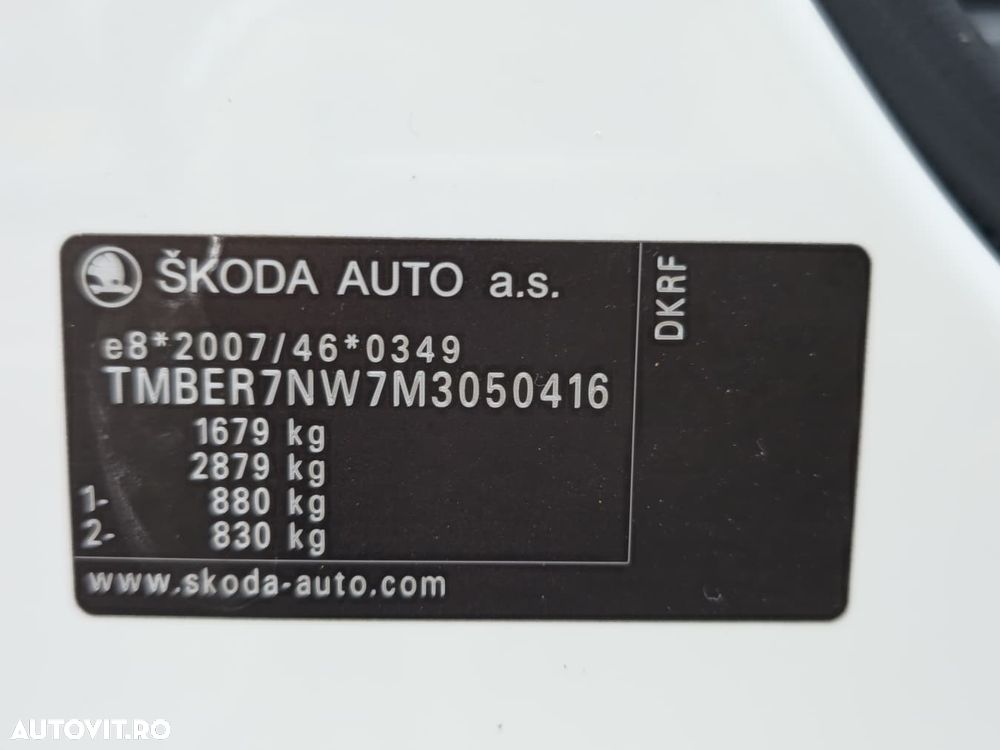 ŠKODA AUTO a.s.
e8*2007/46*0349
TMBER7NW7M3050416
1679 kg
2879 kg
1- 880 kg
2- 830 kg
www.skoda-auto.com
DKRF
AUTOVIT.RO